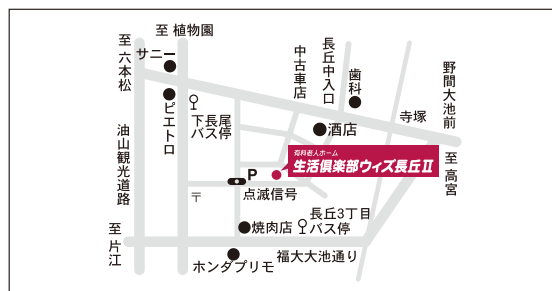 至 植物園
至六本松
サニー
ピエトロ
下長尾
バス停
中古車店
長丘中入口
歯科
酒店
寺塚
野間大池前
至高宮
油山観光道路
有料老人ホーム
生活倶楽部ウィズ長丘Ⅱ
P
点滅信号
〒
至片江
焼肉店
長丘3丁目
バス停
ホンダプリモ
福大大池通り